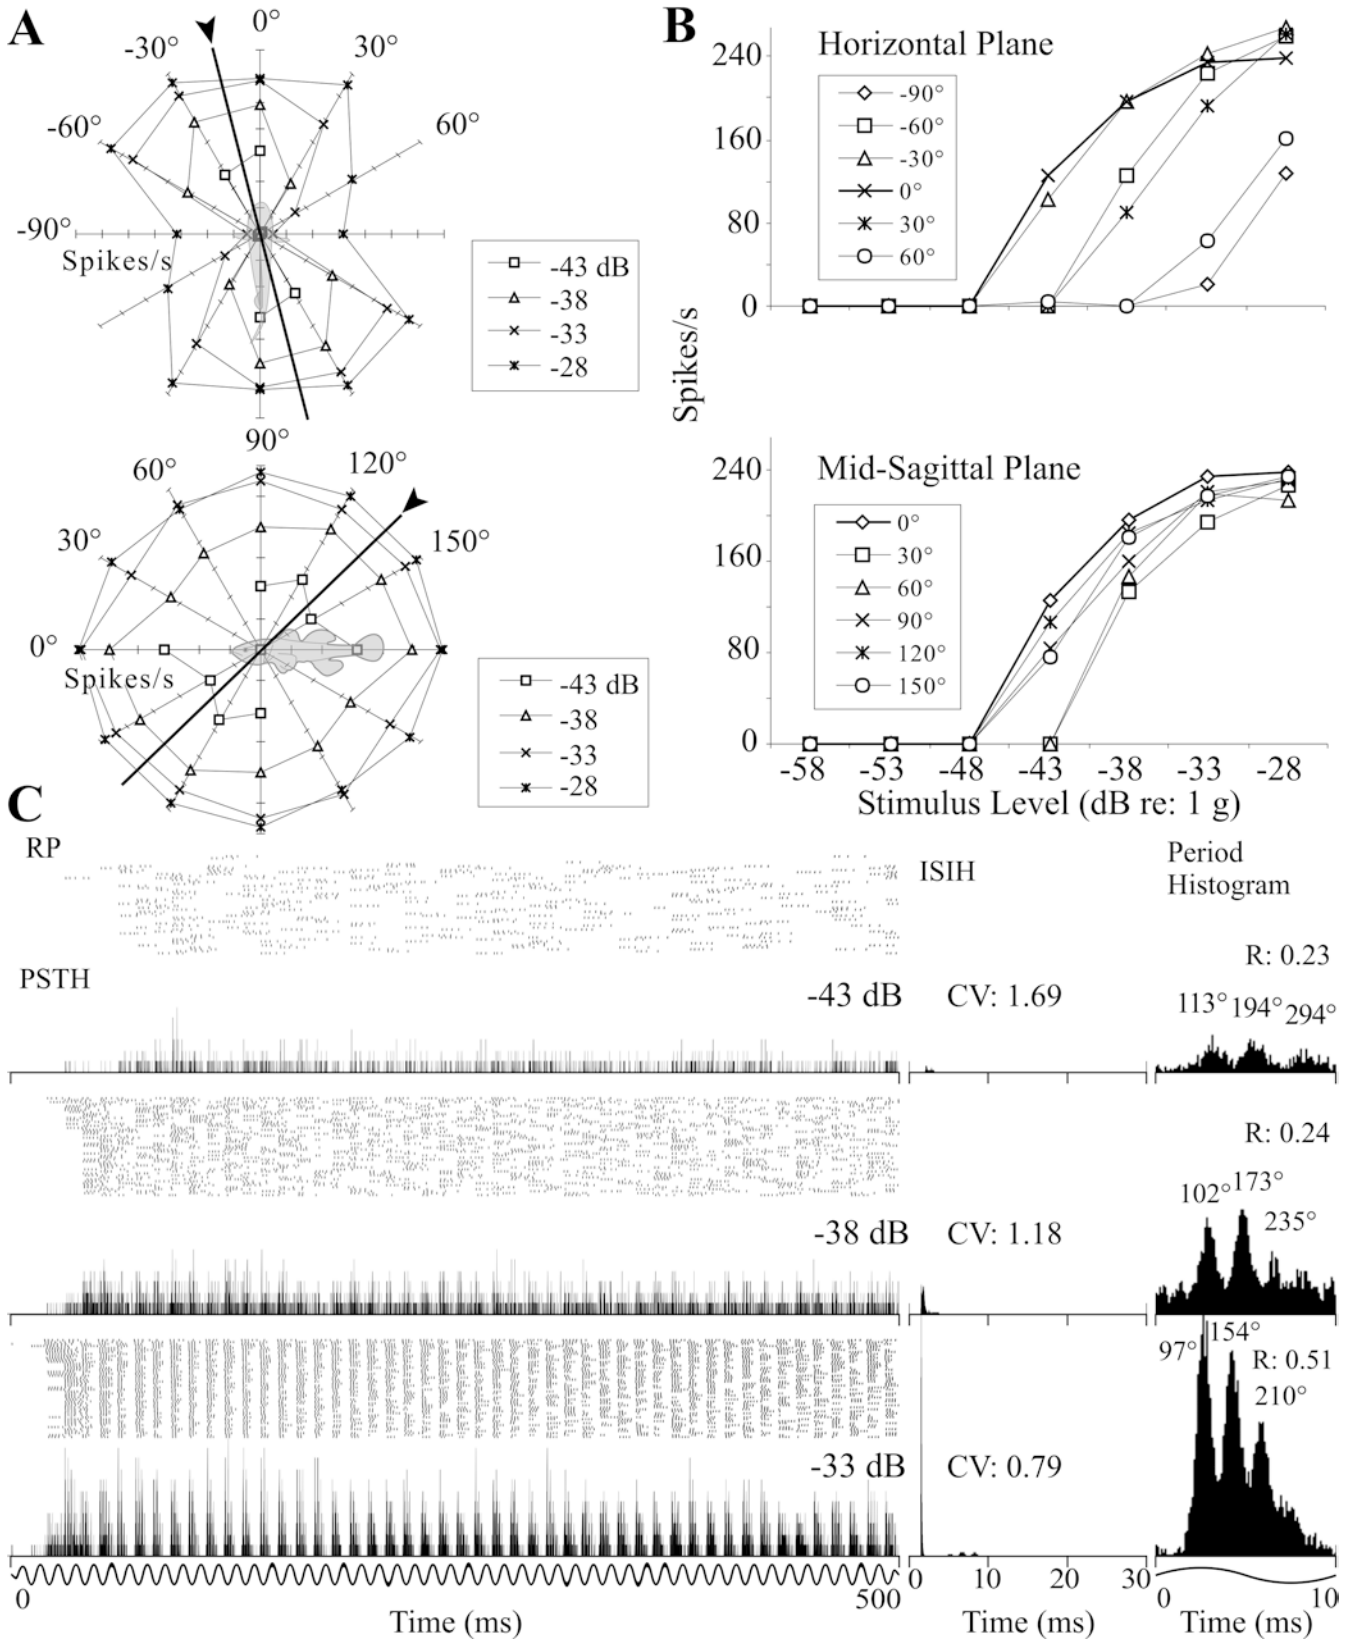 A
0°
-30°
30°
-60°
60°
-90°
Spikes/s
-43 dB
-38
-33
-28
90°
60°
120°
30°
150°
0°
Spikes/s
-43 dB
-38
-33
-28
B
Horizontal Plane
240
160
80
0
-90°
-60°
-30°
0°
30°
60°
Spikes/s
Mid-Sagittal Plane
240
160
80
0
0°
30°
60°
90°
120°
150°
-58 -53 -48 -43 -38 -33 -28
Stimulus Level (dB re: 1 g)
C
RP
ISIH
Period
Histogram
PSTH
R: 0.23
-43 dB
CV: 1.69
113° 194° 294°
R: 0.24
-38 dB
CV: 1.18
102° 173°
235°
97° 154°
R: 0.51
210°
-33 dB
CV: 0.79
0 500
Time (ms)
0 10 20 30
Time (ms)
0 10
Time (ms)